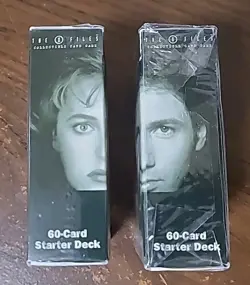 THE X FILES
COLLECTIBLE CARD GAME
60-Card
Starter Deck
THE X FILES
COLLECTIBLE CARD GAME
60-Card
Starter Deck